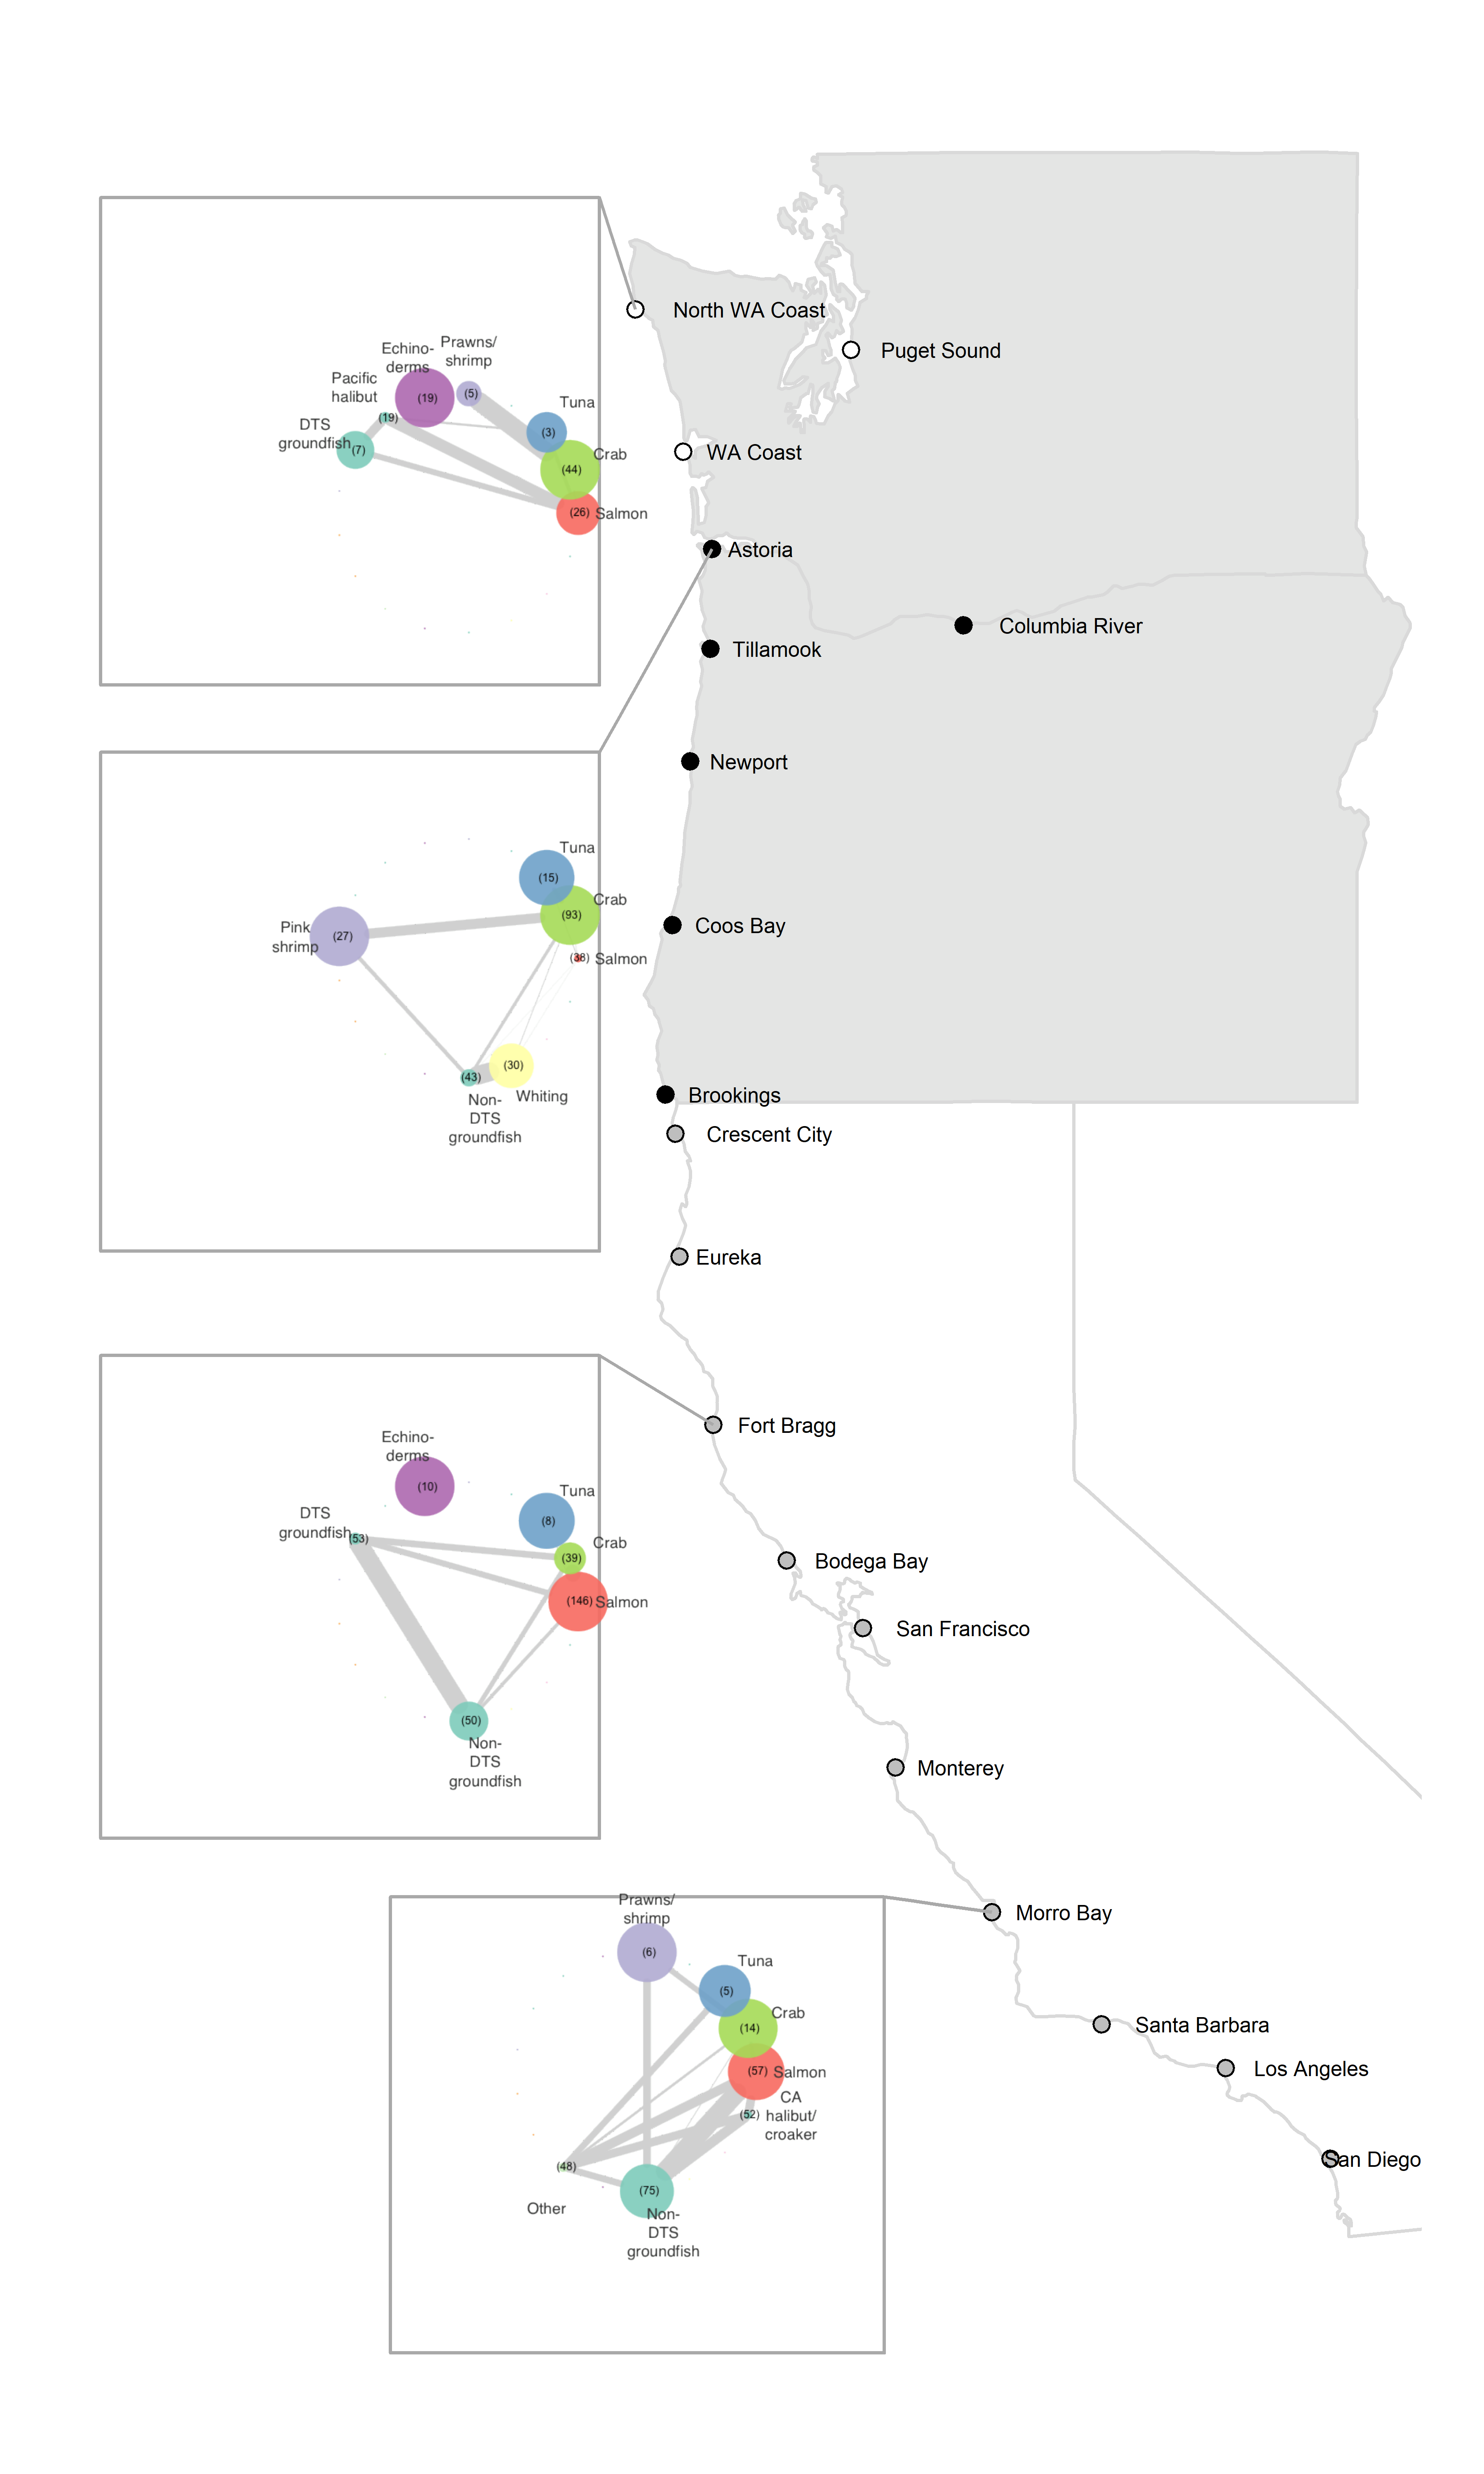 North WA Coast
Puget Sound
WA Coast
Astoria
Columbia River
Tillamook
Newport
Coos Bay
Brookings
Crescent City
Eureka
Fort Bragg
Bodega Bay
San Francisco
Monterey
Morro Bay
Santa Barbara
Los Angeles
San Diego
Prawns/
shrimp
(5)
Echino-
derms
(19)
Pacific
halibut
(19)
DTS
groundfish
(7)
Tuna
(3)
Crab
(44)
Salmon
(26)
Tuna
(15)
Crab
(93)
Salmon
(38)
Pink
shrimp
(27)
Whiting
(30)
Non-
DTS
groundfish
(43)
Echino-
derms
(10)
Tuna
(8)
DTS
groundfish
(53)
Crab
(39)
Salmon
(146)
Non-
DTS
groundfish
(50)
Prawns/
shrimp
(6)
Tuna
(5)
Crab
(14)
Salmon
(57)
CA
halibut/
croaker
(52)
Other
(48)
Non-
DTS
groundfish
(75)